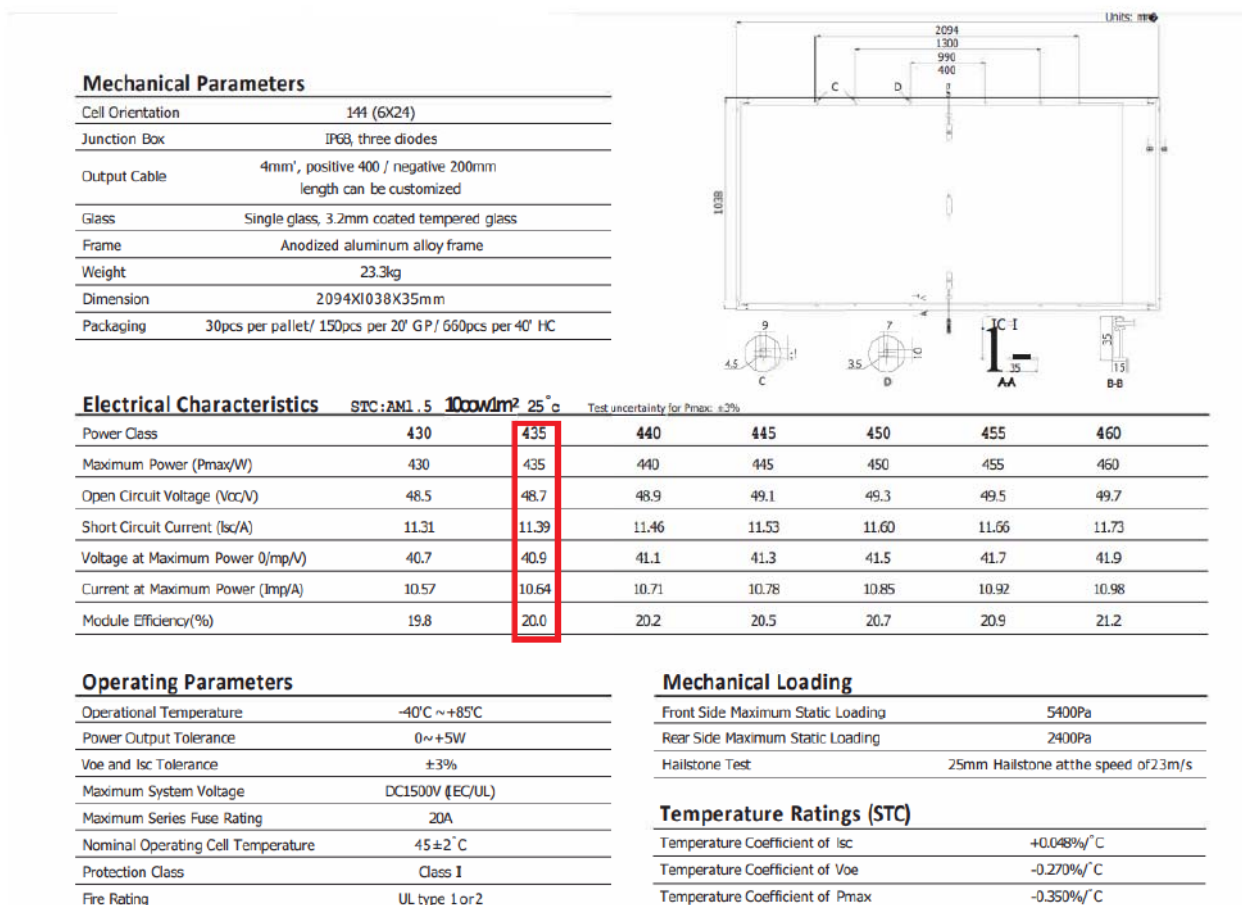 Units: mm
2094
1300
990
400
C D
1038
Mechanical Parameters
Cell Orientation 144 (6X24)
Junction Box IP68, three diodes
Output Cable 4mm', positive 400 / negative 200mm
length can be customized
Glass Single glass, 3.2mm coated tempered glass
Frame Anodized aluminum alloy frame
Weight 23.3kg
Dimension 2094XI038X35mm
Packaging 30pcs per pallet/ 150pcs per 20' GP/ 660pcs per 40' HC
9 7 IC I
4.5 3.5 10 35 35 15
C D A-A B-B
Electrical Characteristics STC:AM1.5 10cow1m² 25°c Test uncertainty for Pmax: ±3%
Power Class 430 435 440 445 450 455 460
Maximum Power (Pmax/W) 430 435 440 445 450 455 460
Open Circuit Voltage (Vcc/V) 48.5 48.7 48.9 49.1 49.3 49.5 49.7
Short Circuit Current (Isc/A) 11.31 11.39 11.46 11.53 11.60 11.66 11.73
Voltage at Maximum Power 0/mp/V) 40.7 40.9 41.1 41.3 41.5 41.7 41.9
Current at Maximum Power (Imp/A) 10.57 10.64 10.71 10.78 10.85 10.92 10.98
Module Efficiency/(%) 19.8 20.0 20.2 20.5 20.7 20.9 21.2
Operating Parameters
Operational Temperature -40'C ~ +85'C
Power Output Tolerance 0~+5W
Voe and Isc Tolerance ±3%
Maximum System Voltage DC1500V (IEC/UL)
Maximum Series Fuse Rating 20A
Nominal Operating Cell Temperature 45±2°C
Protection Class Class I
Fire Rating UL type 1or2
Mechanical Loading
Front Side Maximum Static Loading 5400Pa
Rear Side Maximum Static Loading 2400Pa
Hailstone Test 25mm Hailstone atthe speed of23m/s
Temperature Ratings (STC)
Temperature Coefficient of Isc +0.048%/°C
Temperature Coefficient of Voe -0.270%/°C
Temperature Coefficient of Pmax -0.350%/°C